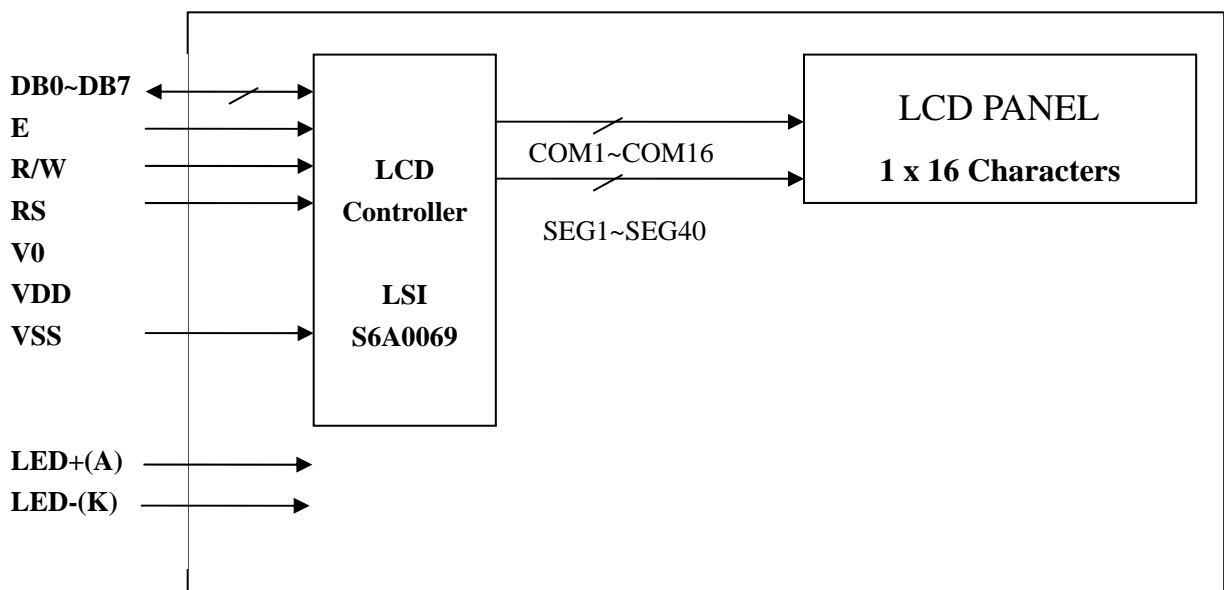 DB0~DB7
E
R/W
RS
V0
VDD
VSS
LED+(A)
LED-(K)
LCD
Controller
LSI
S6A0069
COM1~COM16
SEG1~SEG40
LCD PANEL
1 x 16 Characters